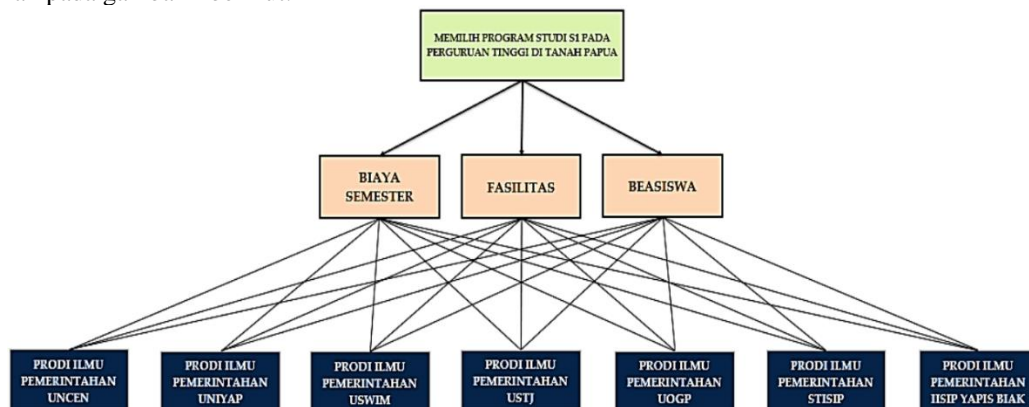 MEMILIH PROGRAM STUDI S1 PADA
PERGURUAN TINGGI DI TANAH PAPUA
BIAYA
SEMESTER
FASILITAS
BEASISWA
PRODI ILMU
PEMERINTAHAN
UNCEN
PRODI ILMU
PEMERINTAHAN
UNIYAP
PRODI ILMU
PEMERINTAHAN
USWIM
PRODI ILMU
PEMERINTAHAN
USTJ
PRODI ILMU
PEMERINTAHAN
UOGP
PRODI ILMU
PEMERINTAHAN
STISIP
PRODI ILMU
PEMERINTAHAN
IISIP YAPIS BIAK